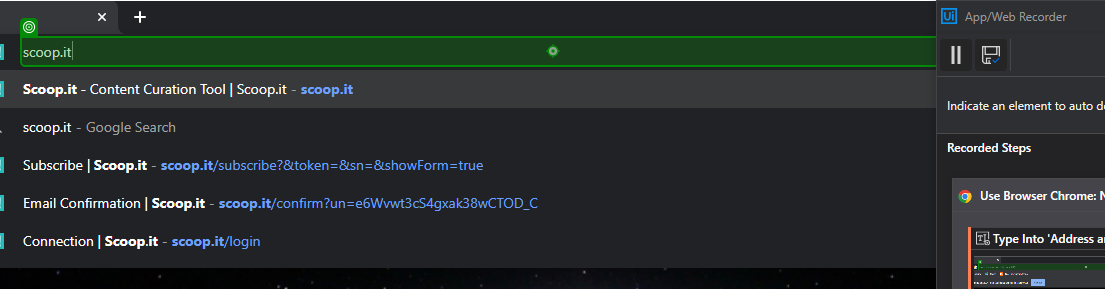 scoop.it
Scoop.it - Content Curation Tool | Scoop.it - scoop.it
scoop.it - Google Search
Subscribe | Scoop.it - scoop.it/subscribe?&token=&sn=&showForm=true
Email Confirmation | Scoop.it - scoop.it/confirm?un=e6Wvwt3cS4gxak38wCTOD_C
Connection | Scoop.it - scoop.it/login
Ui App/Web Recorder
Indicate an element to auto de
Recorded Steps
Use Browser Chrome: N
Type Into 'Address a